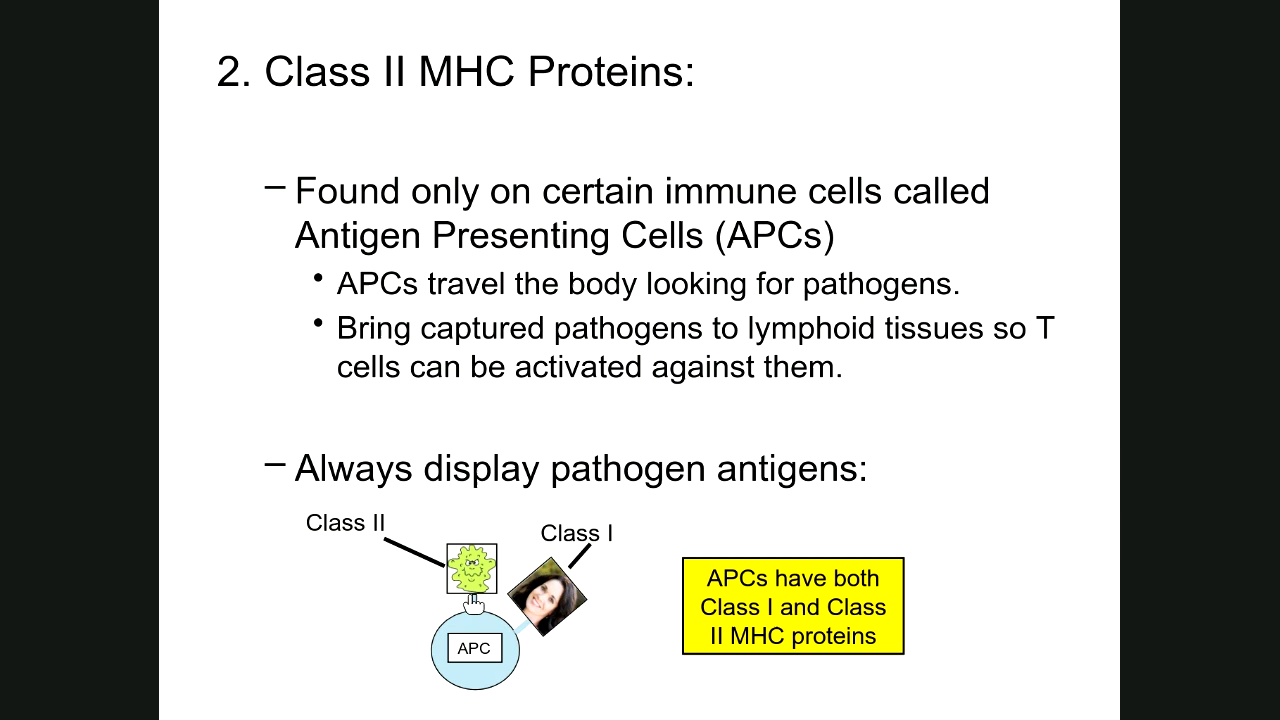 2. Class II MHC Proteins:
– Found only on certain immune cells called
Antigen Presenting Cells (APCs)
• APCs travel the body looking for pathogens.
• Bring captured pathogens to lymphoid tissues so T
cells can be activated against them.
– Always display pathogen antigens:
Class II
Class I
APC
APCs have both
Class I and Class
II MHC proteins